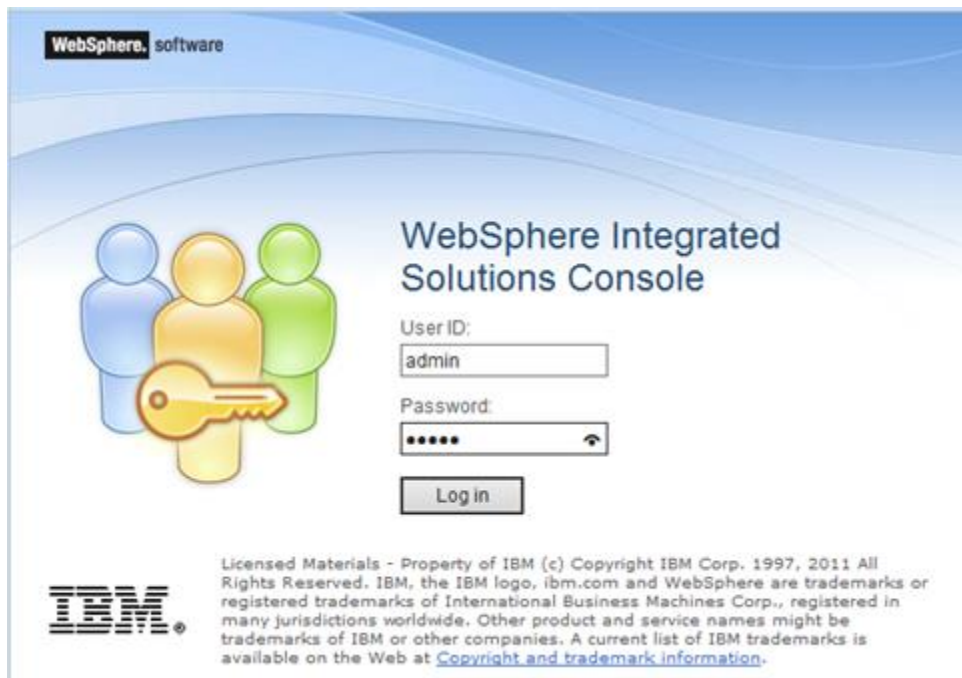 WebSphere. software
WebSphere Integrated
Solutions Console
User ID:
admin
Password:
•••••
Log in
Licensed Materials - Property of IBM (c) Copyright IBM Corp. 1997, 2011 All
Rights Reserved. IBM, the IBM logo, ibm.com and WebSphere are trademarks or
registered trademarks of International Business Machines Corp., registered in
many jurisdictions worldwide. Other product and service names might be
trademarks of IBM or other companies. A current list of IBM trademarks is
available on the Web at Copyright and trademark information.
IBM®